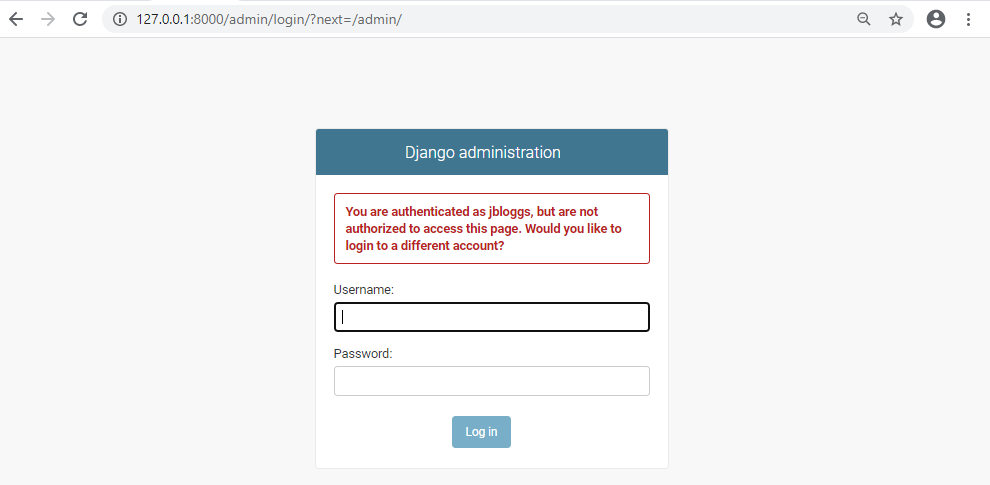 127.0.0.1:8000/admin/login/?next=/admin/
Django administration
You are authenticated as jbloggs, but are not
authorized to access this page. Would you like to
login to a different account?
Username:
Password:
Log in